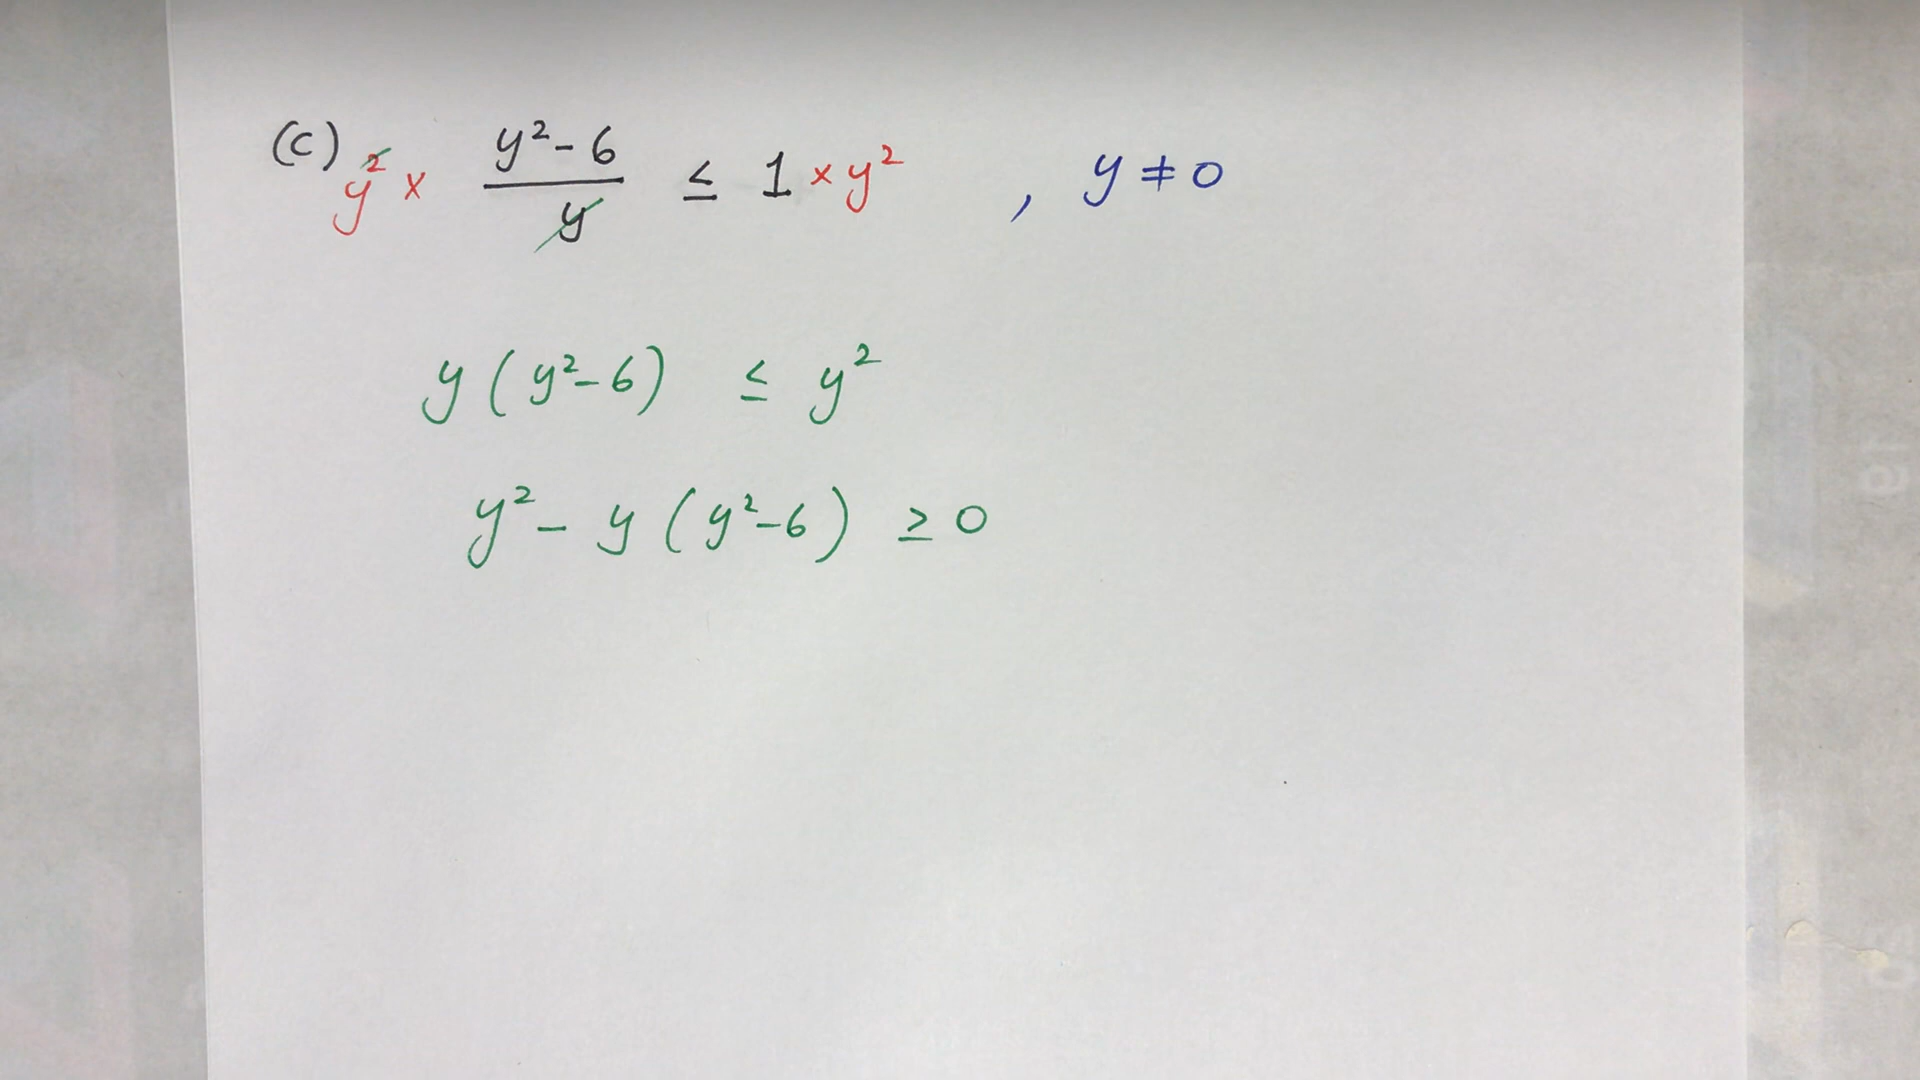 (c) y² × (y² - 6)/y ≤ 1 × y² , y ≠ 0
y (y² - 6) ≤ y²
y² - y (y² - 6) ≥ 0